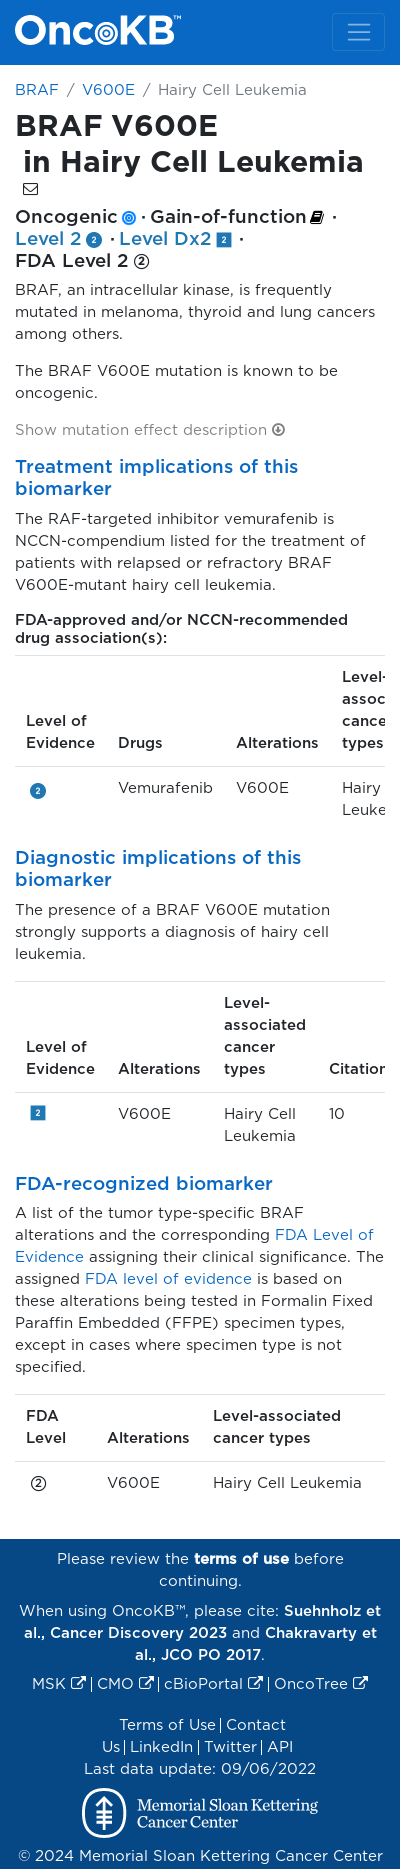 OncoKB™
BRAF / V600E / Hairy Cell Leukemia
BRAF V600E
in Hairy Cell Leukemia
Oncogenic · Gain-of-function ·
Level 2 2 · Level Dx2 2 ·
FDA Level 2 2
BRAF, an intracellular kinase, is frequently
mutated in melanoma, thyroid and lung cancers
among others.
The BRAF V600E mutation is known to be
oncogenic.
Show mutation effect description
Treatment implications of this
biomarker
The RAF-targeted inhibitor vemurafenib is
NCCN-compendium listed for the treatment of
patients with relapsed or refractory BRAF
V600E-mutant hairy cell leukemia.
FDA-approved and/or NCCN-recommended
drug association(s):
Level-
assoc
Level of cance
Evidence Drugs Alterations types
2 Vemurafenib V600E Hairy
Leuke
Diagnostic implications of this
biomarker
The presence of a BRAF V600E mutation
strongly supports a diagnosis of hairy cell
leukemia.
Level-
associated
Level of cancer
Evidence Alterations types Citation
2 V600E Hairy Cell 10
Leukemia
FDA-recognized biomarker
A list of the tumor type-specific BRAF
alterations and the corresponding FDA Level of
Evidence assigning their clinical significance. The
assigned FDA level of evidence is based on
these alterations being tested in Formalin Fixed
Paraffin Embedded (FFPE) specimen types,
except in cases where specimen type is not
specified.
FDA Level-associated
Level Alterations cancer types
2 V600E Hairy Cell Leukemia
Please review the terms of use before
continuing.
When using OncoKB™, please cite: Suehnholz et
al., Cancer Discovery 2023 and Chakravarty et
al., JCO PO 2017.
MSK | CMO | cBioPortal | OncoTree
Terms of Use | Contact
Us | LinkedIn | Twitter | API
Last data update: 09/06/2022
Memorial Sloan Kettering
Cancer Center
© 2024 Memorial Sloan Kettering Cancer Center